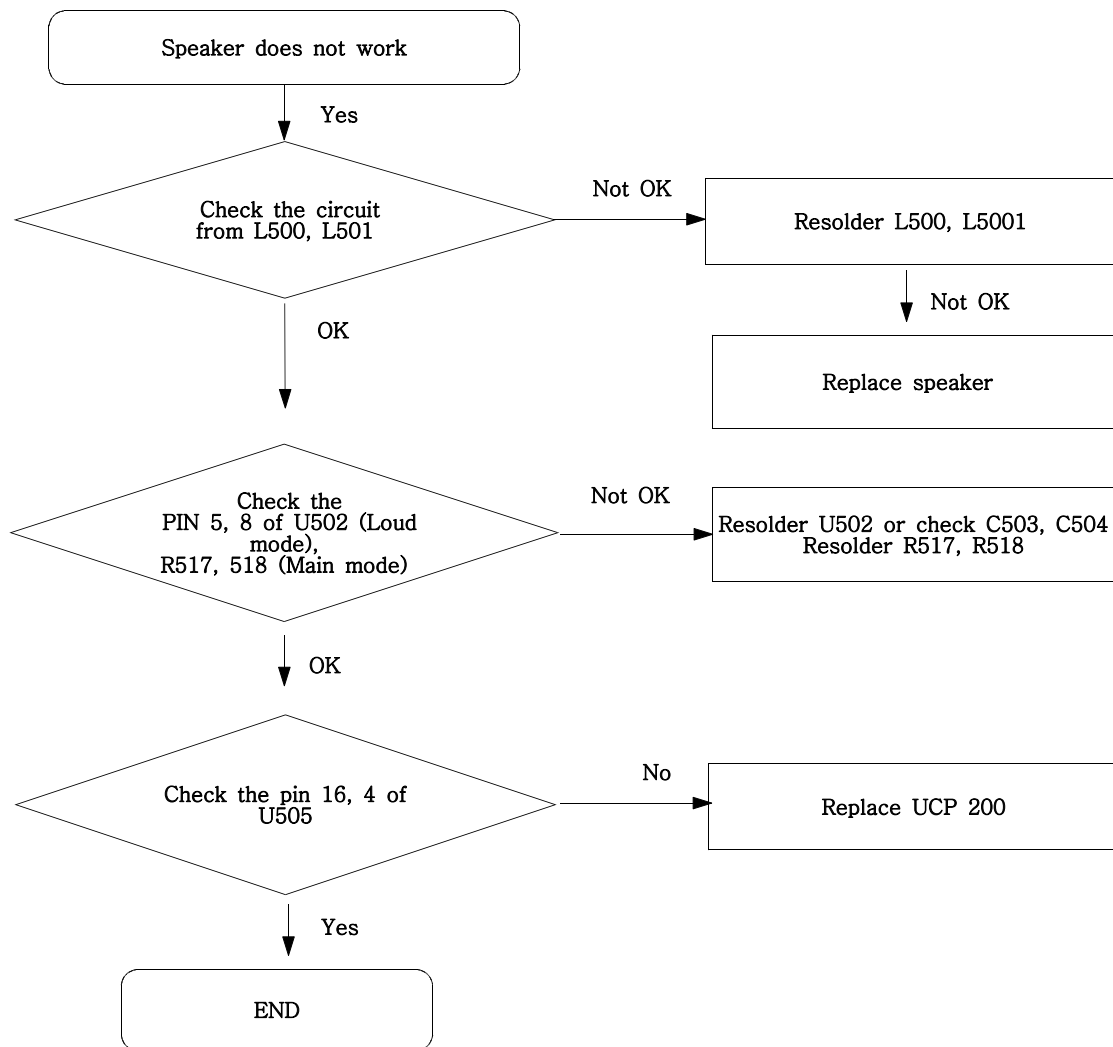 Speaker does not work
Yes
Check the circuit
from L500, L501
Not OK
Resolder L500, L5001
Not OK
Replace speaker
OK
Check the
PIN 5, 8 of U502 (Loud
mode),
R517, 518 (Main mode)
Not OK
Resolder U502 or check C503, C504
Resolder R517, R518
OK
Check the pin 16, 4 of
U505
No
Replace UCP 200
Yes
END